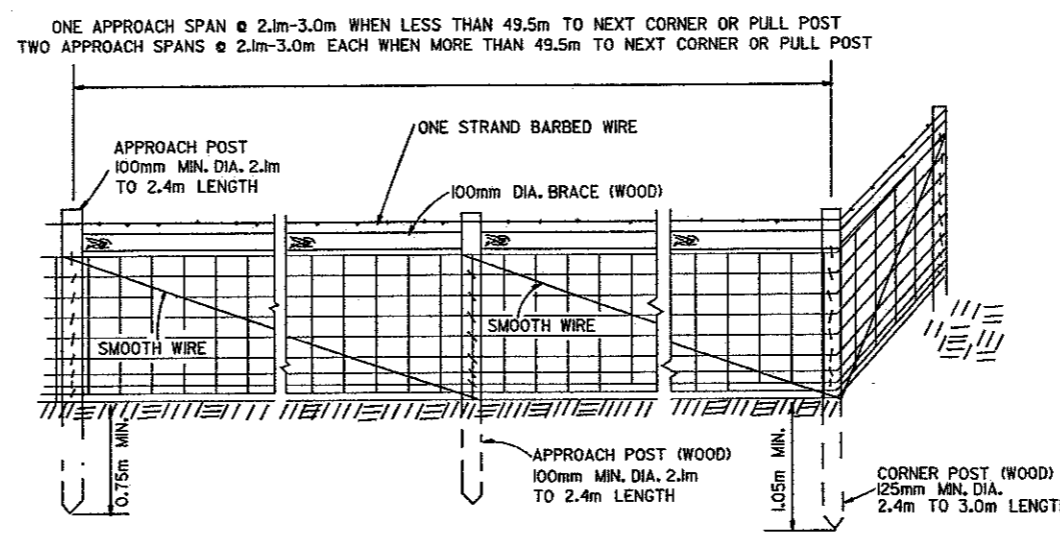 ONE APPROACH SPAN @ 2.1m-3.0m WHEN LESS THAN 49.5m TO NEXT CORNER OR PULL POST
TWO APPROACH SPANS @ 2.1m-3.0m EACH WHEN MORE THAN 49.5m TO NEXT CORNER OR PULL POST
ONE STRAND BARBED WIRE
APPROACH POST
100mm MIN. DIA. 2.1m
TO 2.4m LENGTH
100mm DIA. BRACE (WOOD)
SMOOTH WIRE
SMOOTH WIRE
0.75m MIN.
APPROACH POST (WOOD)
100mm MIN. DIA. 2.1m
TO 2.4m LENGTH
1.05m MIN.
CORNER POST (WOOD)
125mm MIN. DIA.
2.4m TO 3.0m LENGT